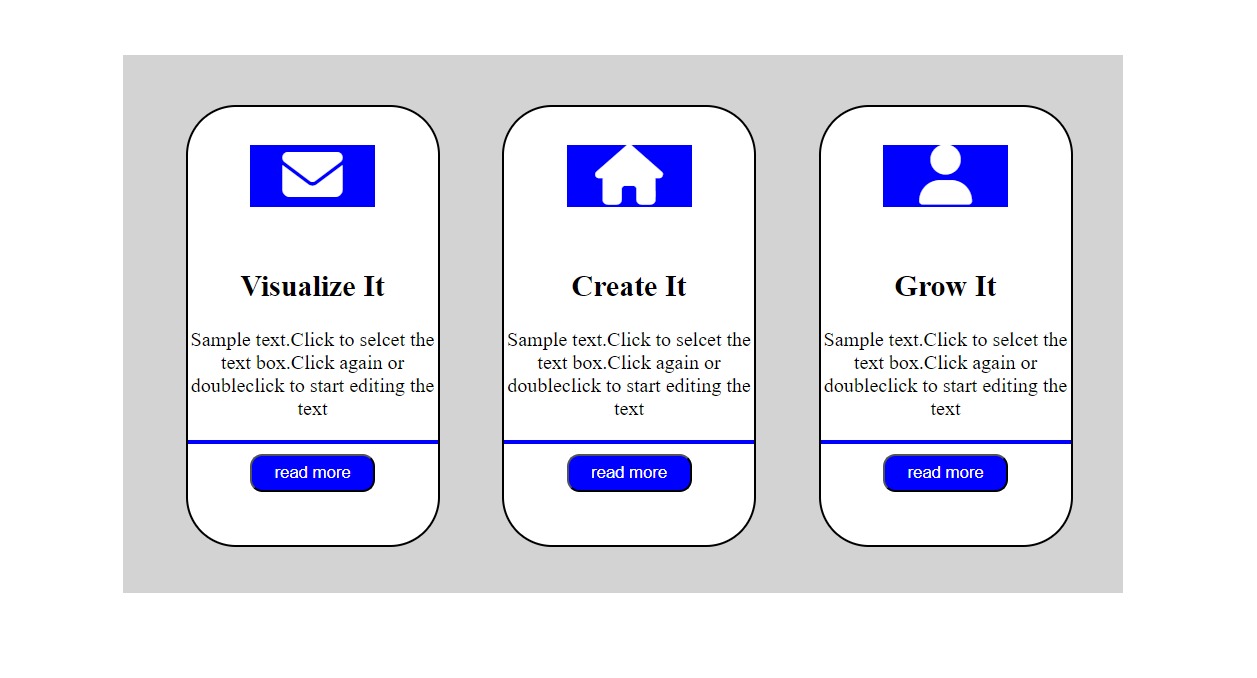 Visualize It
Sample text.Click to selcet the
text box.Click again or
doubleclick to start editing the
text
read more
Create It
Sample text.Click to selcet the
text box.Click again or
doubleclick to start editing the
text
read more
Grow It
Sample text.Click to selcet the
text box.Click again or
doubleclick to start editing the
text
read more